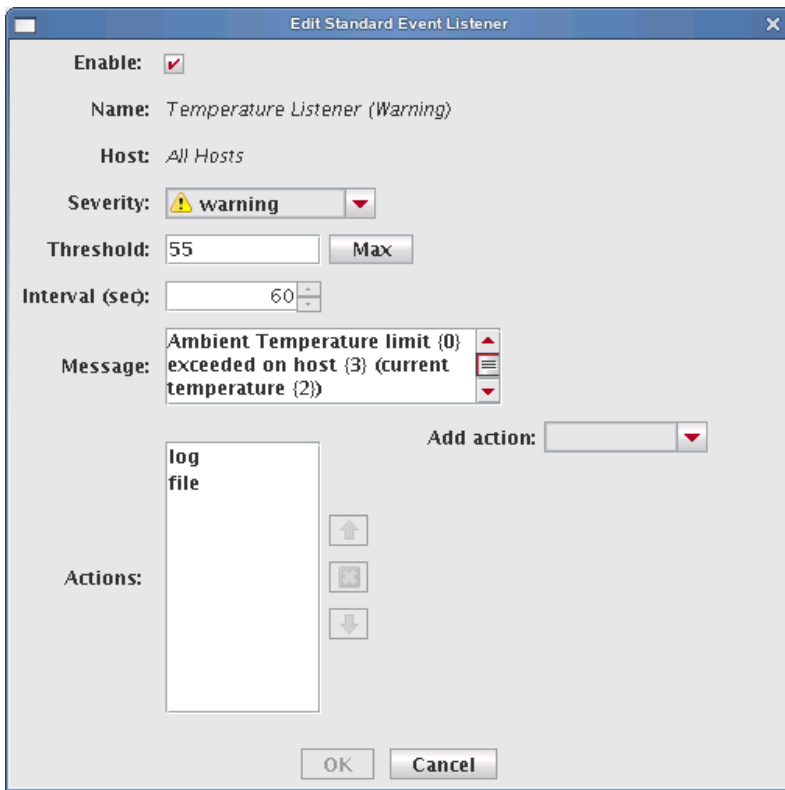 Edit Standard Event Listener
Enable:
Name: Temperature Listener (Warning)
Host: All Hosts
Severity: warning
Threshold: 55 Max
Interval (sec): 60
Message: Ambient Temperature limit {0}
exceeded on host {3} (current
temperature {2})
Add action:
Actions: log
file
OK Cancel